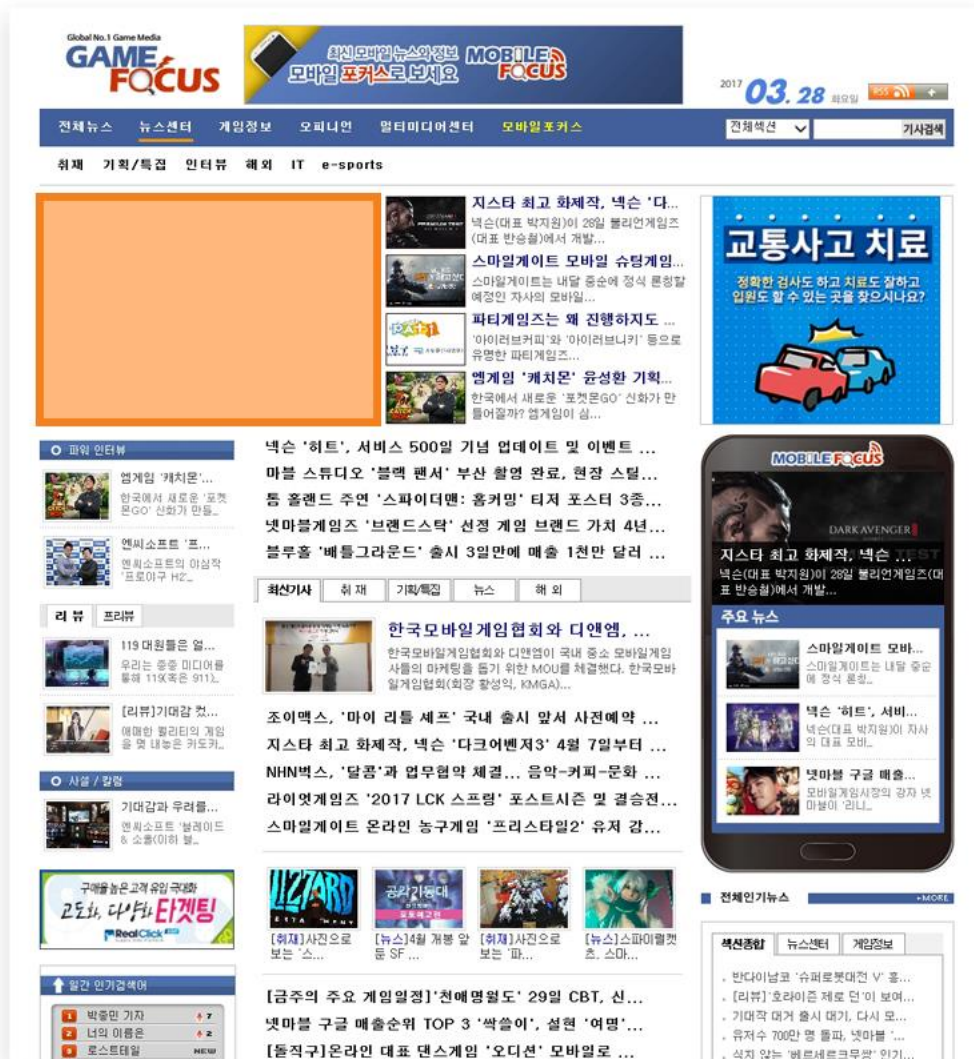 Global No.1 Game Media
GAME
FOCUS
최신 모바일 뉴스와 정보
모바일 포커스로 보세요
MOBILE
FOCUS
2017 03. 28 화요일
RSS
전체뉴스 뉴스센터 게임정보 오피니언 멀티미디어센터 모바일포커스
전체섹션 기사검색
취재 기획/특집 인터뷰 해외 IT e-sports
지스타 최고 화제작, 넥슨 '다...
넥슨(대표 박지원)이 28일 불리언게임즈
(대표 반승철)에서 개발...
스마일게이트 모바일 슈팅게임...
스마일게이트는 내달 중순에 정식 론칭할
예정인 자사의 모바일...
파티게임즈는 왜 진행하지도 ...
'아이러브커피'와 '아이러브니키' 등으로
유명한 파티게임즈...
엠게임 '캐치몬' 윤성환 기획...
한국에서 새로운 '포켓몬GO' 신화가 만
들어질까? 엠게임이 심...
교통사고 치료
정확한 검사도 하고 치료도 잘하고
입원도 할 수 있는 곳을 찾으시나요?
파워 인터뷰
엠게임 '캐치몬'...
한국에서 새로운 '포켓
몬GO' 신화가 만들...
엔씨소프트 '프...
엔씨소프트의 야심작
'프로야구 H2'...
리뷰 프리뷰
119 대원들은 얼...
우리는 종종 미디어를
통해 119(혹은 911)...
[리뷰]기대감 컸...
애매한 퀄리티의 게임
을 몇 내놓은 카도카...
사설 / 칼럼
기대감과 우려를...
엔씨소프트 '블레이드
& 소울(이하 블...
구매율 높은 고객 유입 극대화
고도화, 다양화 타겟팅
RealClick
일간 인기검색어
1 박종민 기자 7
2 너의 이름은 2
3 로스트테일 NEW
넥슨 '히트', 서비스 500일 기념 업데이트 및 이벤트 ...
마블 스튜디오 '블랙 팬서' 부산 촬영 완료, 현장 스틸...
톰 홀랜드 주연 '스파이더맨: 홈커밍' 티저 포스터 3종...
넷마블게임즈 '브랜드스탁' 선정 게임 브랜드 가치 4년...
블루홀 '배틀그라운드' 출시 3일만에 매출 1천만 달러 ...
최신기사 취재 기획/특집 뉴스 해외
한국모바일게임협회와 디앤엠, ...
한국모바일게임협회와 디앤엠이 국내 중소 모바일게임
사들의 마케팅을 돕기 위한 MOU를 체결했다. 한국모바
일게임협회(회장 황성익, KMGA)...
조이맥스, '마이 리틀 셰프' 국내 출시 앞서 사전예약 ...
지스타 최고 화제작, 넥슨 '다크어벤저3' 4월 7일부터 ...
NHN벅스, '달콤'과 업무협약 체결... 음악-커피-문화 ...
라이엇게임즈 '2017 LCK 스프링' 포스트시즌 및 결승전...
스마일게이트 온라인 농구게임 '프리스타일2' 유저 감...
[취재]사진으로
보는 '스...
공각기동대
[뉴스]4월 개봉 앞
둔 SF ...
[취재]사진으로
보는 '파...
[뉴스]스파이럴캣
츠, 스마...
[금주의 주요 게임일정]'천애명월도' 29일 CBT, 신...
넷마블 구글 매출순위 TOP 3 '싹쓸이', 설현 '여명'...
[돌직구]온라인 대표 댄스게임 '오디션' 모바일로 ...
MOBILE FOCUS
DARK AVENGER
지스타 최고 화제작, 넥슨 ...
넥슨(대표 박지원)이 28일 불리언게임즈(대
표 반승철)에서 개발...
주요 뉴스
스마일게이트 모바...
스마일게이트는 내달 중순
에 정식 론칭...
넥슨 '히트', 서비...
넥슨(대표 박지원)이 자사
의 대표 모비...
넷마블 구글 매출...
모바일게임시장의 강자 넷
마블이 '리니...
전체인기뉴스 MORE
섹션종합 뉴스센터 게임정보
반다이남코 '슈퍼로봇대전 V' 홍...
[리뷰]'호라이즌 제로 던'이 보여...
기대작 대거 출시 대기, 다시 모...
유저수 700만 명 돌파, 넷마블 '...
식지 않는 '페르세르크무쌍' 인기...